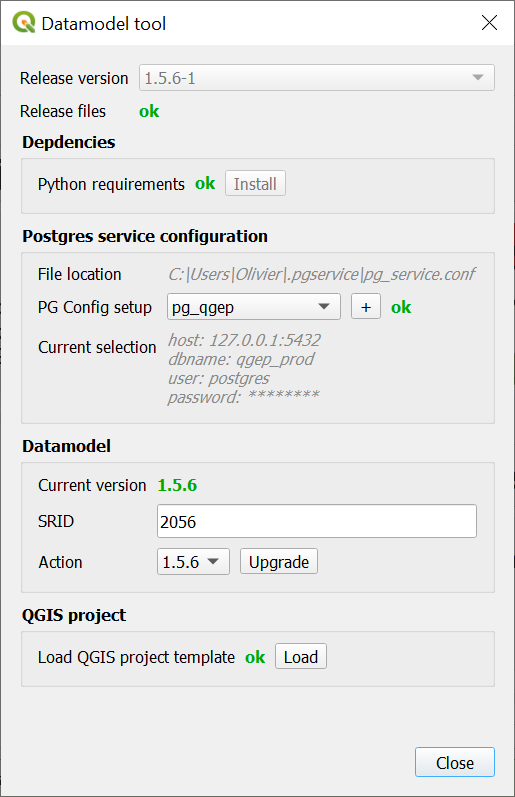 Datamodel tool
Release version 1.5.6-1
Release files ok
Depdencies
Python requirements ok Install
Postgres service configuration
File location C:\Users\Olivier\.pgservice\pg_service.conf
PG Config setup pg_qgep + ok
Current selection host: 127.0.0.1:5432
dbname: qgep_prod
user: postgres
password: ********
Datamodel
Current version 1.5.6
SRID 2056
Action 1.5.6 Upgrade
QGIS project
Load QGIS project template ok Load
Close